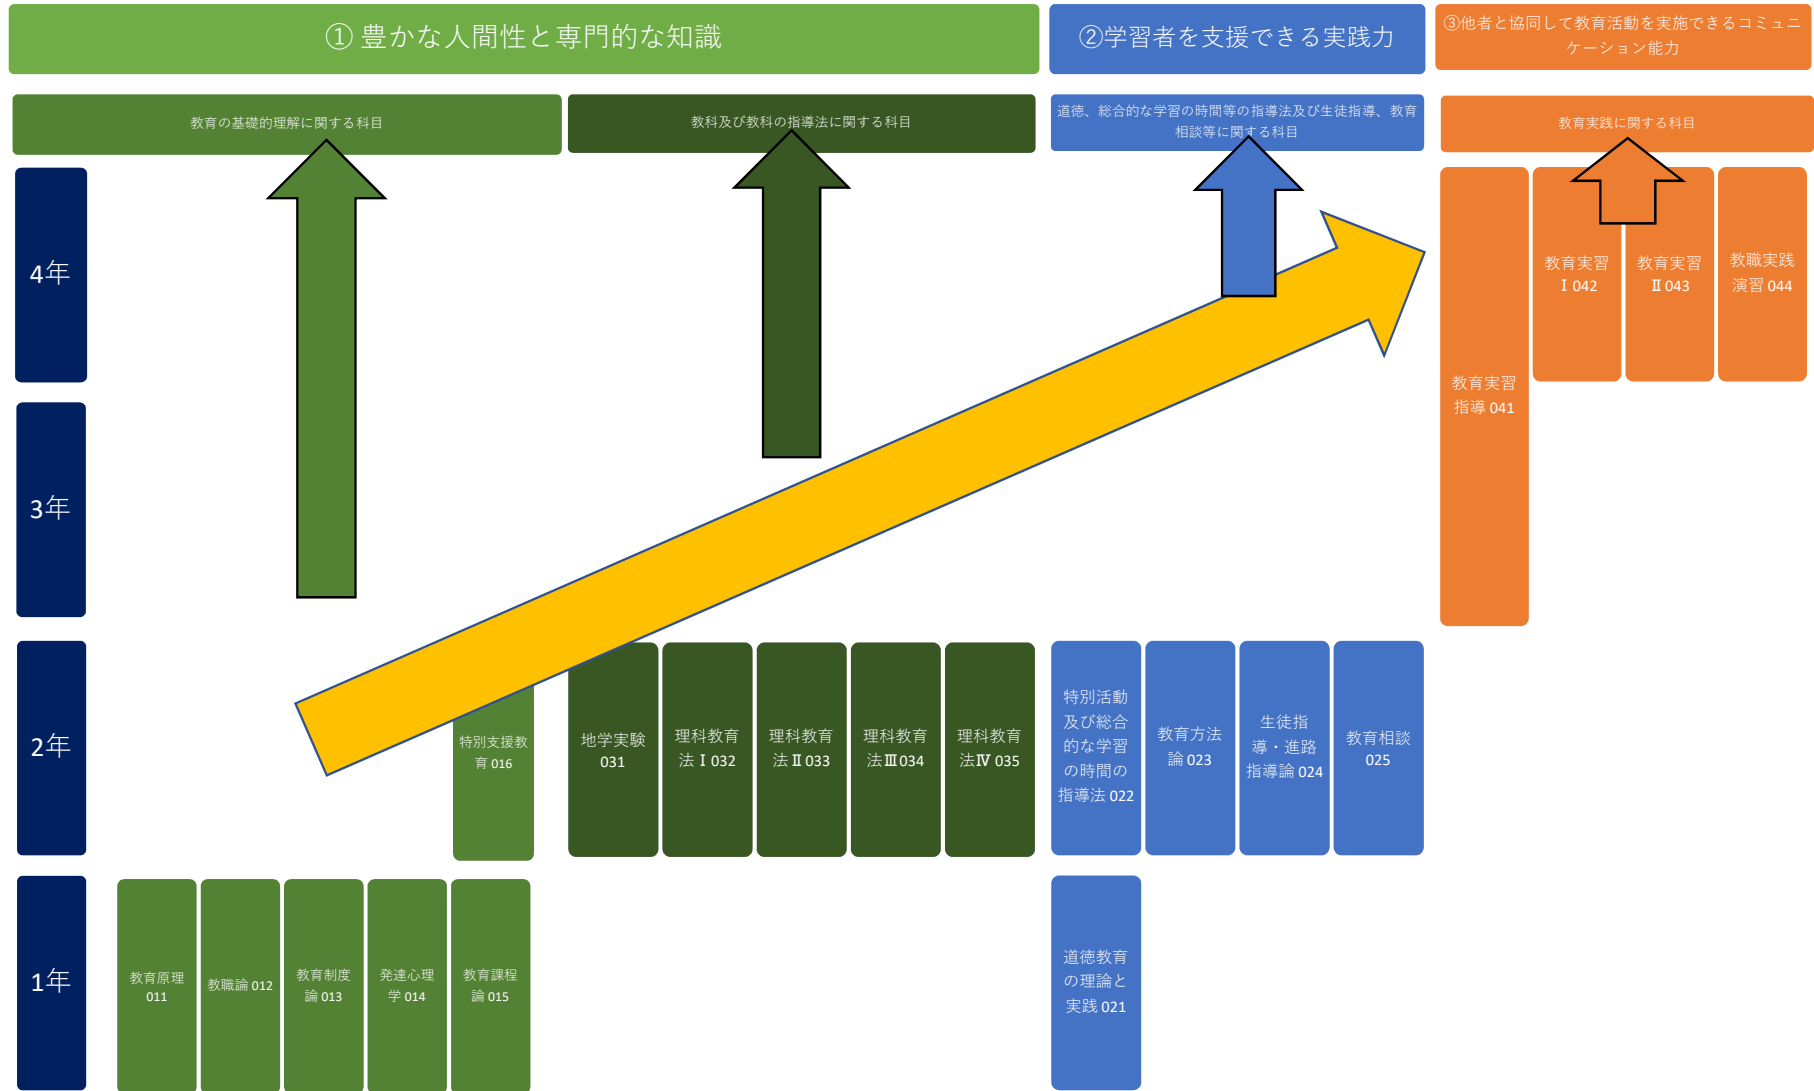 ① 豊かな人間性と専門的な知識
②学習者を支援できる実践力
③他者と協同して教育活動を実施できるコミュニ
ケーション能力
教育の基礎的理解に関する科目
教科及び教科の指導法に関する科目
道徳、総合的な学習の時間等の指導法及び生徒指導、教育
相談等に関する科目
教育実践に関する科目
4年
教育実習
指導 041
教育実習
Ⅰ 042
教育実習
Ⅱ 043
教職実践
演習 044
3年
2年
特別支援教
育 016
地学実験
031
理科教育
法Ⅰ 032
理科教育
法Ⅱ 033
理科教育
法Ⅲ 034
理科教育
法Ⅳ 035
特別活動
及び総合
的な学習
の時間の
指導法 022
教育方法
論 023
生徒指
導・進路
指導論 024
教育相談
025
1年
教育原理
011
教職論 012
教育制度
論 013
発達心理
学 014
教育課程
論 015
道徳教育
の理論と
実践 021